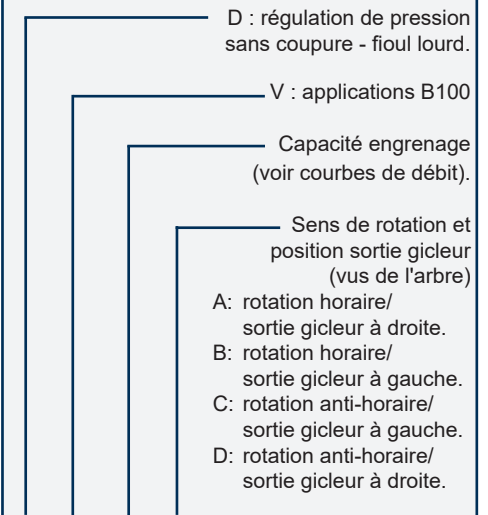 D : régulation de pression
sans coupure - fioul lourd.
V : applications B100
Capacité engrenage
(voir courbes de débit).
Sens de rotation et
position sortie gicleur
(vus de l'arbre)
A: rotation horaire/
sortie gicleur à droite.
B: rotation horaire/
sortie gicleur à gauche.
C: rotation anti-horaire/
sortie gicleur à gauche.
D: rotation anti-horaire/
sortie gicleur à droite.